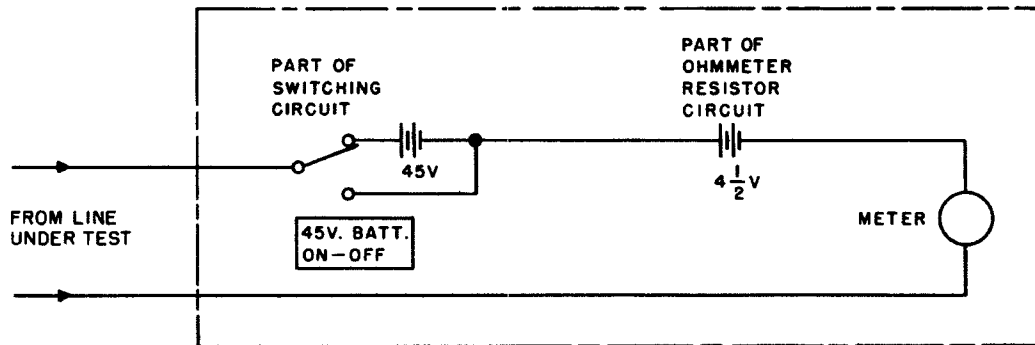 PART OF
SWITCHING
CIRCUIT
PART OF
OHMMETER
RESISTOR
CIRCUIT
45V
4 1/2 V
FROM LINE
UNDER TEST
45V. BATT.
ON-OFF
METER